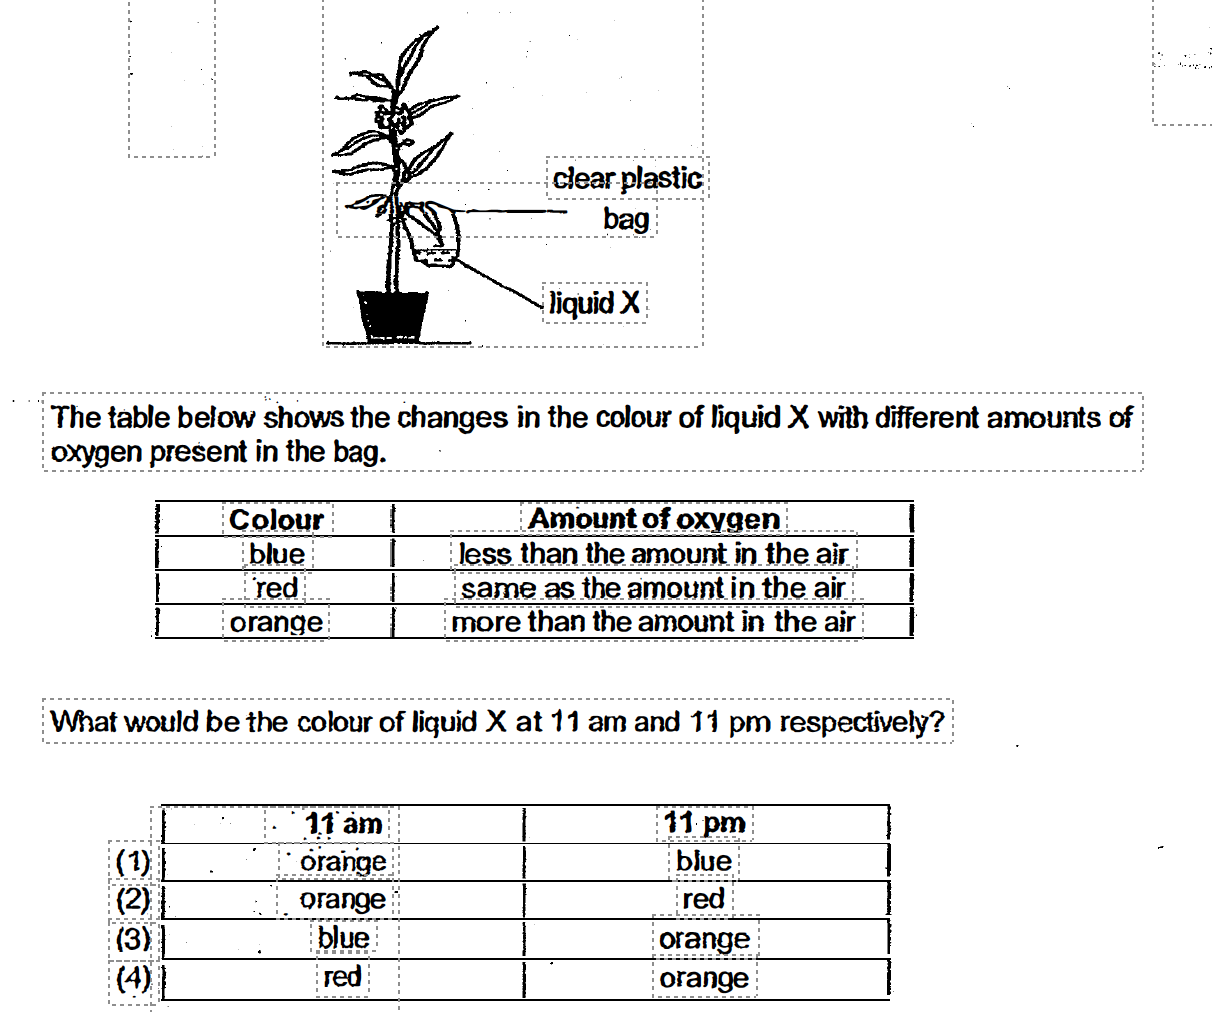 clear plastic
bag
liquid X
The table below shows the changes in the colour of liquid X with different amounts of
oxygen present in the bag.
Colour Amount of oxygen
blue less than the amount in the air
red same as the amount in the air
orange more than the amount in the air
What would be the colour of liquid X at 11 am and 11 pm respectively?
11 am 11 pm
(1) orange blue
(2) orange red
(3) blue orange
(4) red orange